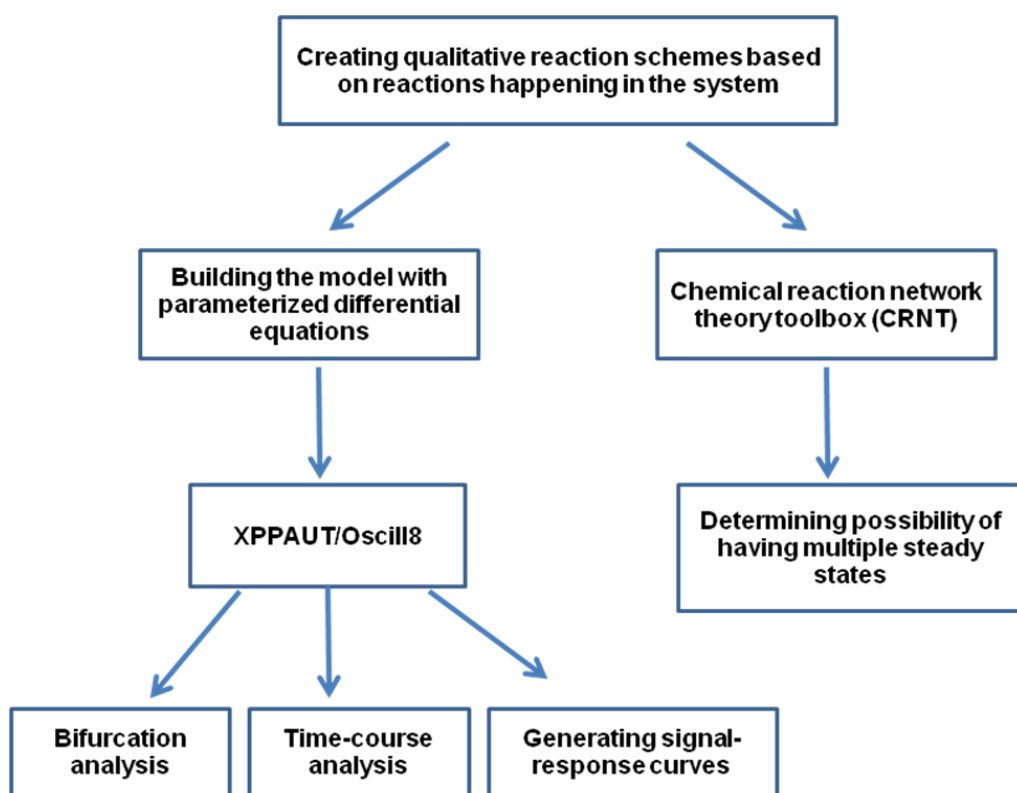 Creating qualitative reaction schemes based
on reactions happening in the system
Building the model with
parameterized differential
equations
Chemical reaction network
theory toolbox (CRNT)
XPPAUT/Oscill8
Determining possibility of
having multiple steady
states
Bifurcation
analysis
Time-course
analysis
Generating signal-
response curves